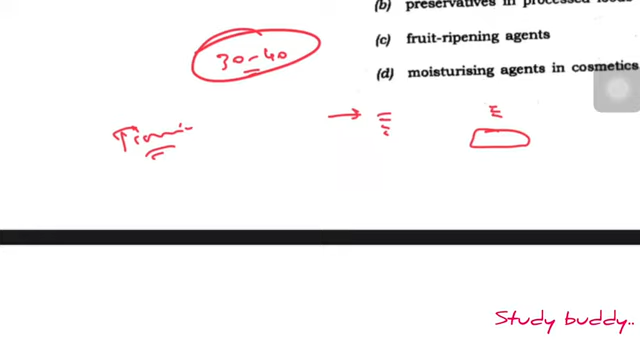 (b) preservatives in processed foods
(c) fruit-ripening agents
30-40
(d) moisturising agents in cosmetics
Study buddy..